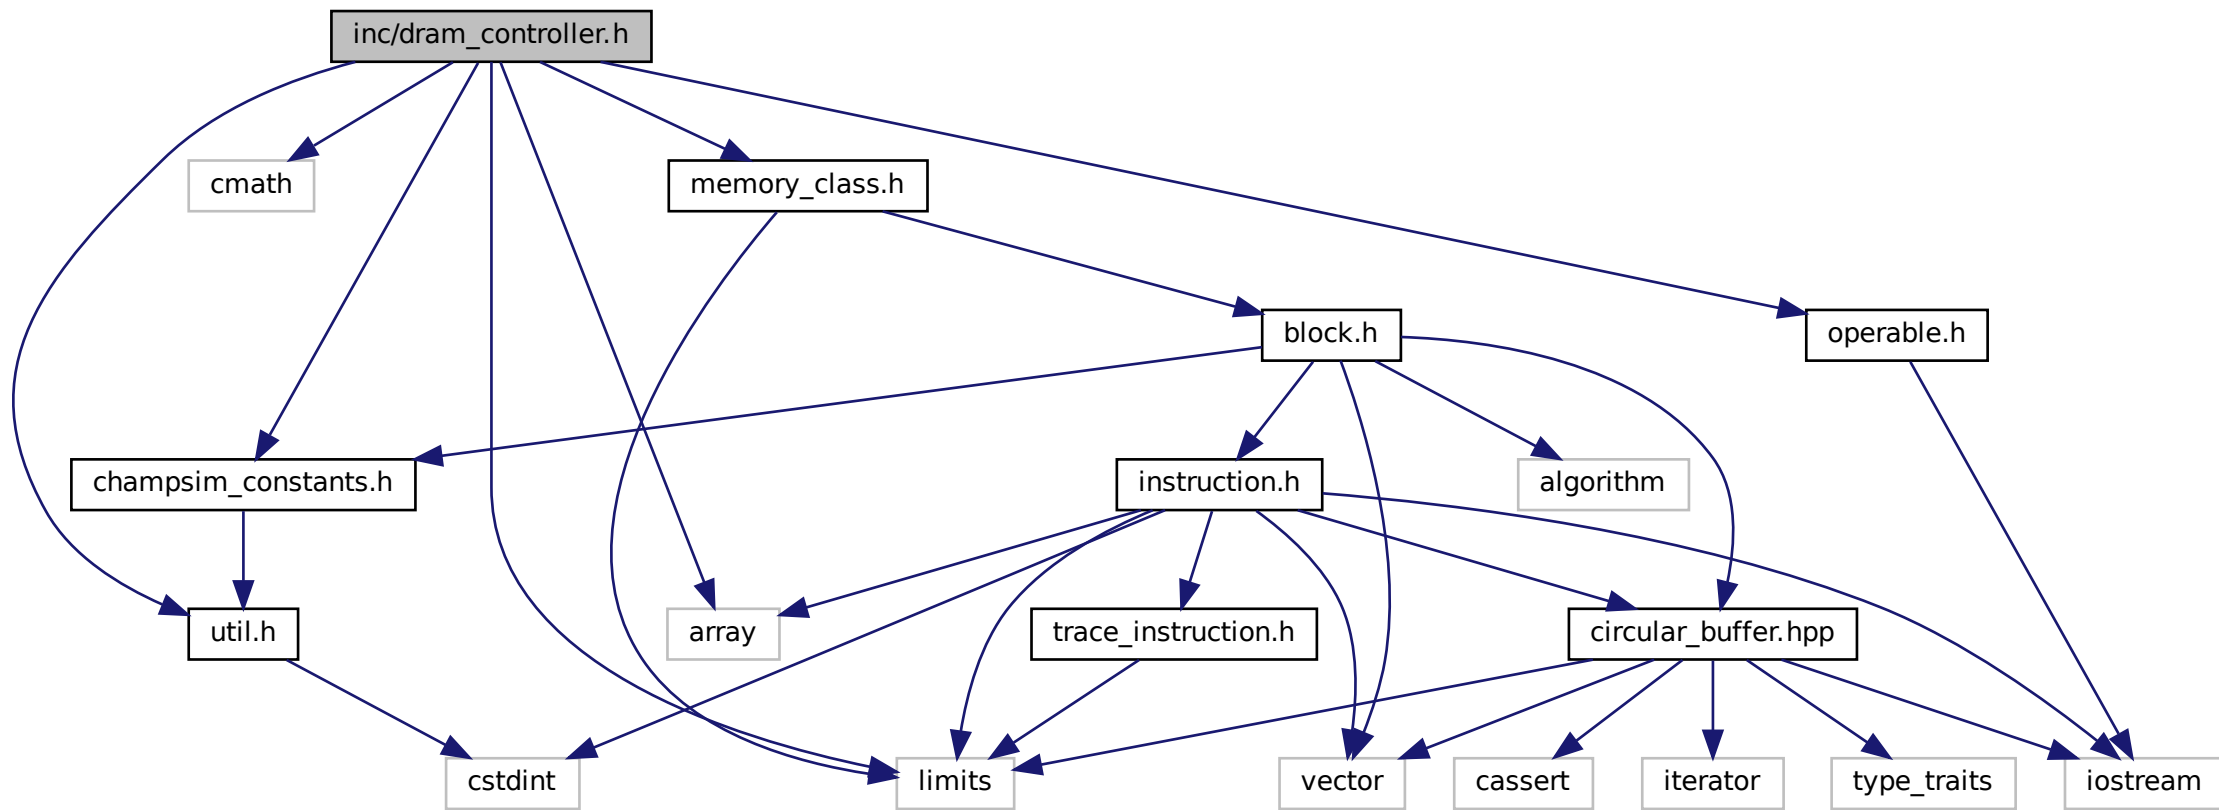 inc/dram_controller.h
cmath
memory_class.h
block.h
operable.h
champsim_constants.h
instruction.h
algorithm
util.h
array
trace_instruction.h
circular_buffer.hpp
cstdint
limits
vector
cassert
iterator
type_traits
iostream